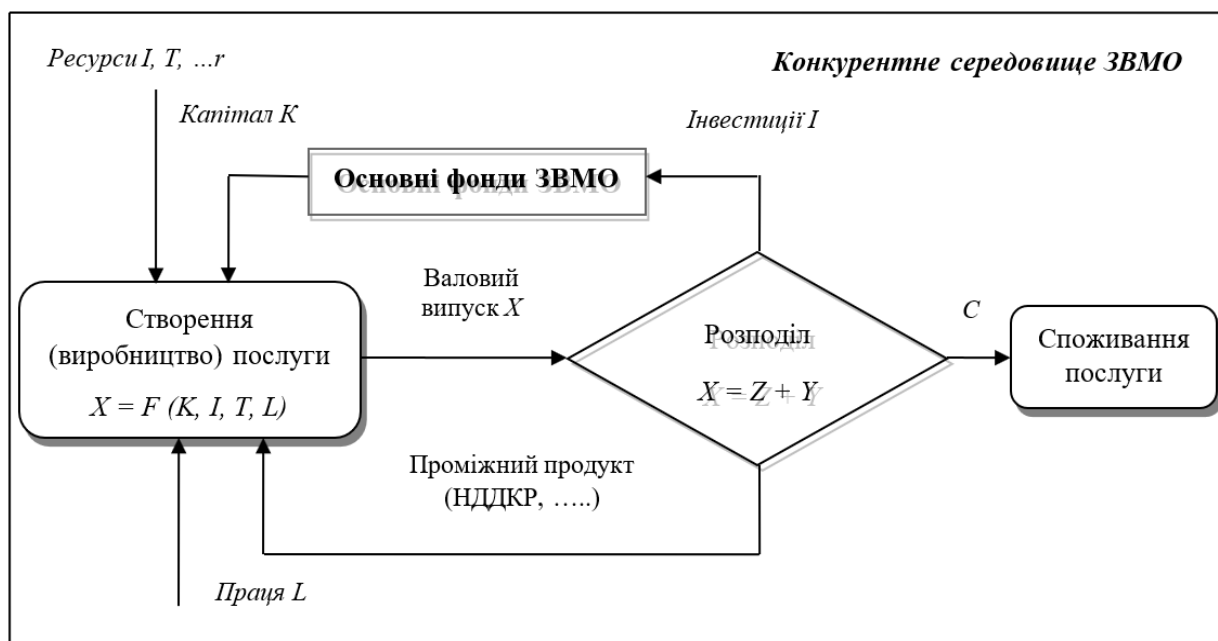 Ресурси I, T, ...r
Конкурентне середовище ЗВМО
Капітал K
Інвестиції I
Основні фонди ЗВМО
Валовий
випуск X
Створення
(виробництво) послуги
X = F (K, I, T, L)
Розподіл
X = Z + Y
C
Споживання
послуги
Проміжний продукт
(НДДКР, …..)
Праця L